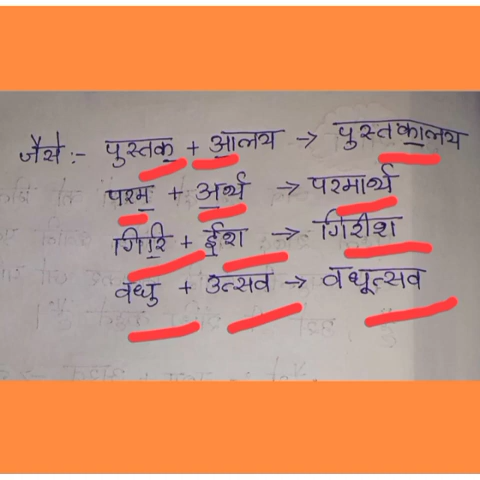 जैसे :- पुस्तक + आलय → पुस्तकालय
परम + अर्थ → परमार्थ
गिरि + ईश → गिरीश
वधु + उत्सव → वधूत्सव